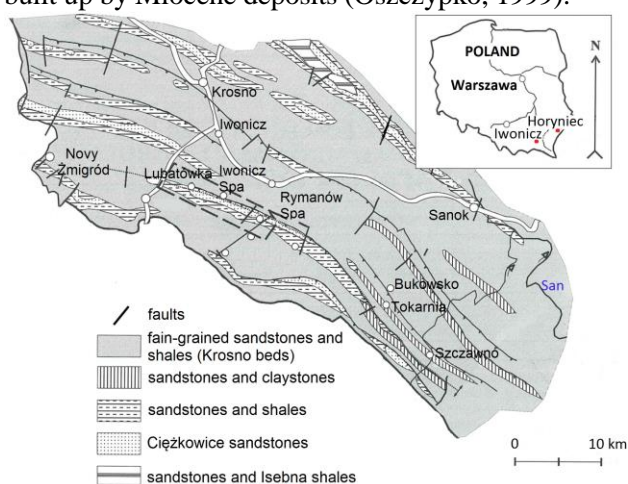 built up by Miocene deposits (Oszczypko, 1999).
POLAND
Warszawa
N
Horyniec
Iwonicz
Krosno
Iwonicz
Novy
Żmigród
Lubatówka
Iwonicz
Spa
Rymanów
Spa
Sanok
San
Bukowsko
Tokarnia
Szczawnó
faults
fain-grained sandstones and
shales (Krosno beds)
sandstones and claystones
sandstones and shales
Ciężkowice sandstones
sandstones and Isebna shales
0 10 km